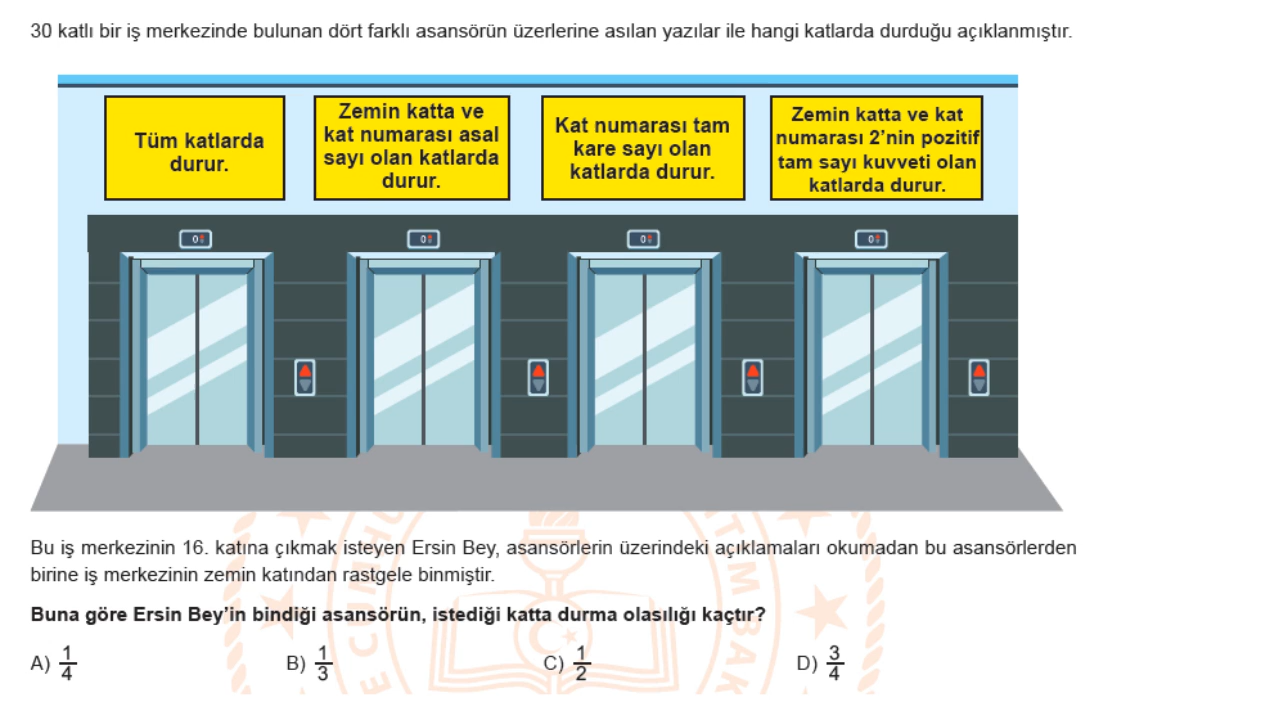 30 katlı bir iş merkezinde bulunan dört farklı asansörün üzerlerine asılan yazılar ile hangi katlarda durduğu açıklanmıştır.
Tüm katlarda
durur.
Zemin katta ve
kat numarası asal
sayı olan katlarda
durur.
Kat numarası tam
kare sayı olan
katlarda durur.
Zemin katta ve kat
numarası 2'nin pozitif
tam sayı kuvveti olan
katlarda durur.
0
0
0
0
Bu iş merkezinin 16. katına çıkmak isteyen Ersin Bey, asansörlerin üzerindeki açıklamaları okumadan bu asansörlerden
birine iş merkezinin zemin katından rastgele binmiştir.
Buna göre Ersin Bey'in bindiği asansörün, istediği katta durma olasılığı kaçtır?
A) 1/4 B) 1/3 C) 1/2 D) 3/4